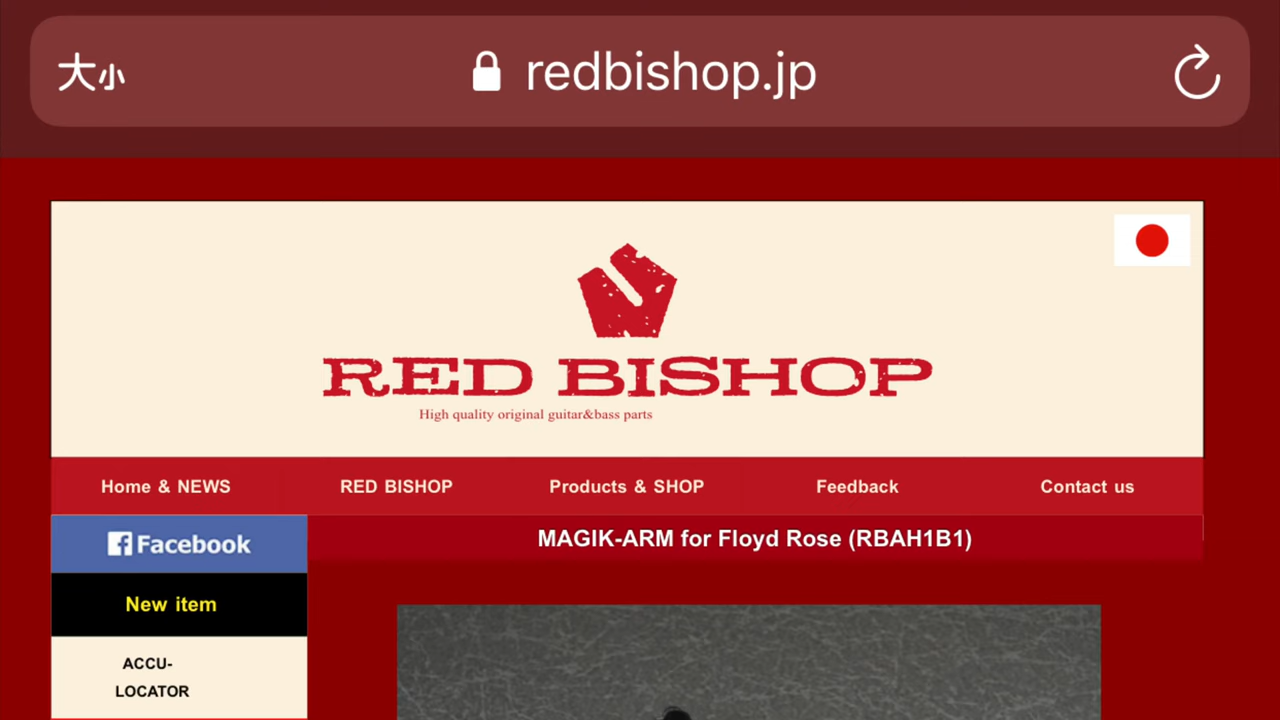 大小 redbishop.jp
RED BISHOP
High quality original guitar&bass parts
Home & NEWS RED BISHOP Products & SHOP Feedback Contact us
Facebook
MAGIK-ARM for Floyd Rose (RBAH1B1)
New item
ACCU-
LOCATOR